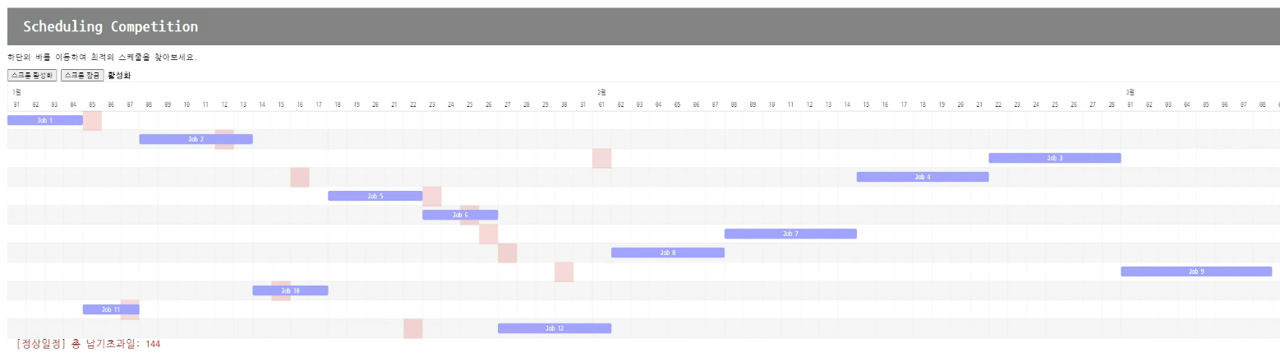 Scheduling Competition
하단의 바를 이동하여 최적의 스케줄을 찾아보세요.
스크롤 활성화 스크롤 잠금 활성화
1월 2월 3월
01 02 03 04 05 06 07 08 09 10 11 12 13 14 15 16 17 18 19 20 21 22 23 24 25 26 27 28 29 30 31 01 02 03 04 05 06 07 08 09 10 11 12 13 14 15 16 17 18 19 20 21 22 23 24 25 26 27 28 01 02 03 04 05 06 07 08
Job 1
Job 2
Job 3
Job 4
Job 5
Job 6
Job 7
Job 8
Job 9
Job 10
Job 11
Job 12
[정상일정] 총 납기초과일: 144